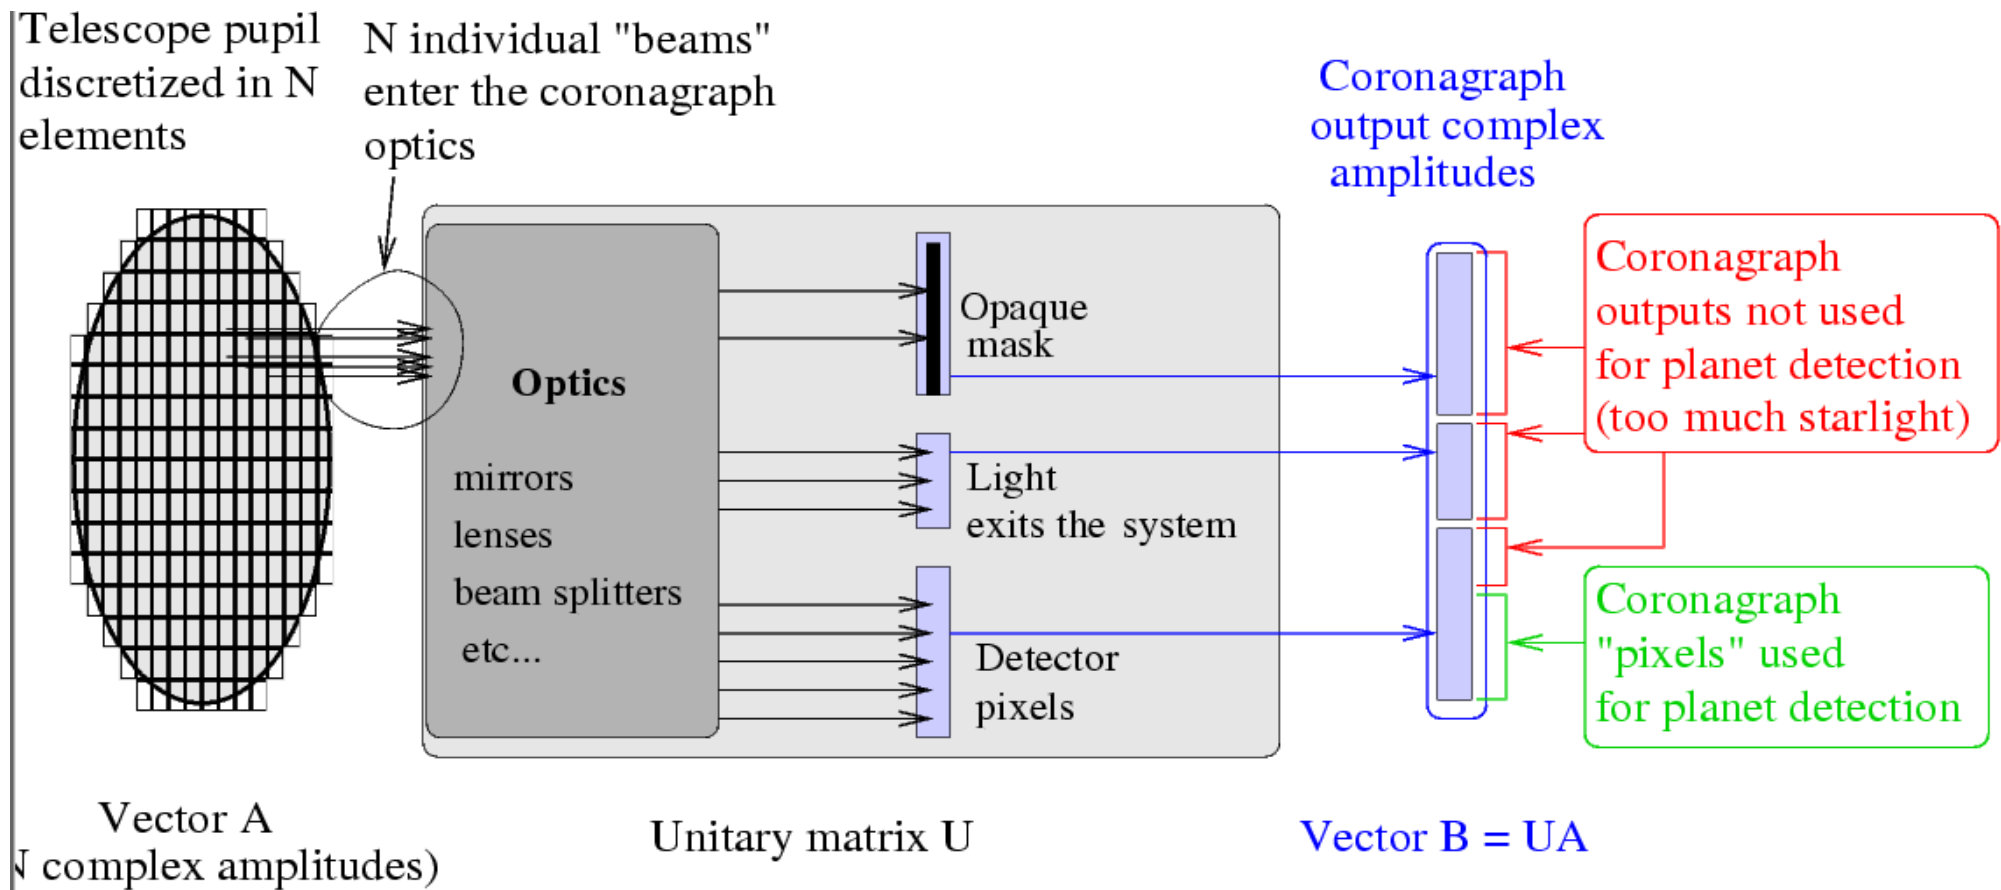 Telescope pupil
discretized in N
elements
N individual "beams"
enter the coronagraph
optics
Coronagraph
output complex
amplitudes
Optics
mirrors
lenses
beam splitters
etc...
Opaque
mask
Light
exits the system
Detector
pixels
Coronagraph
outputs not used
for planet detection
(too much starlight)
Coronagraph
"pixels" used
for planet detection
Vector A
N complex amplitudes)
Unitary matrix U
Vector B = UA